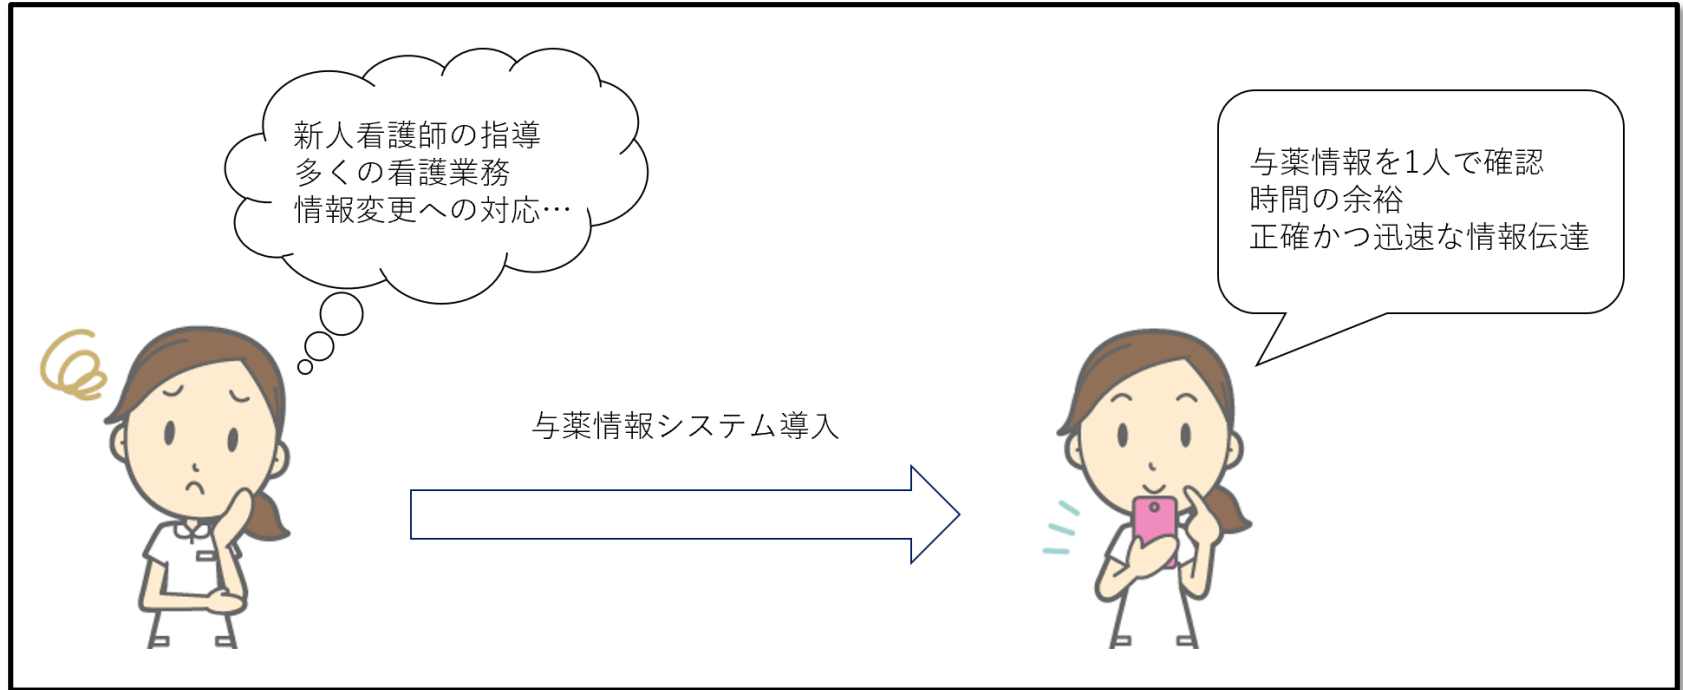 新人看護師の指導
多くの看護業務
情報変更への対応…
与薬情報を1人で確認
時間の余裕
正確かつ迅速な情報伝達
与薬情報システム導入